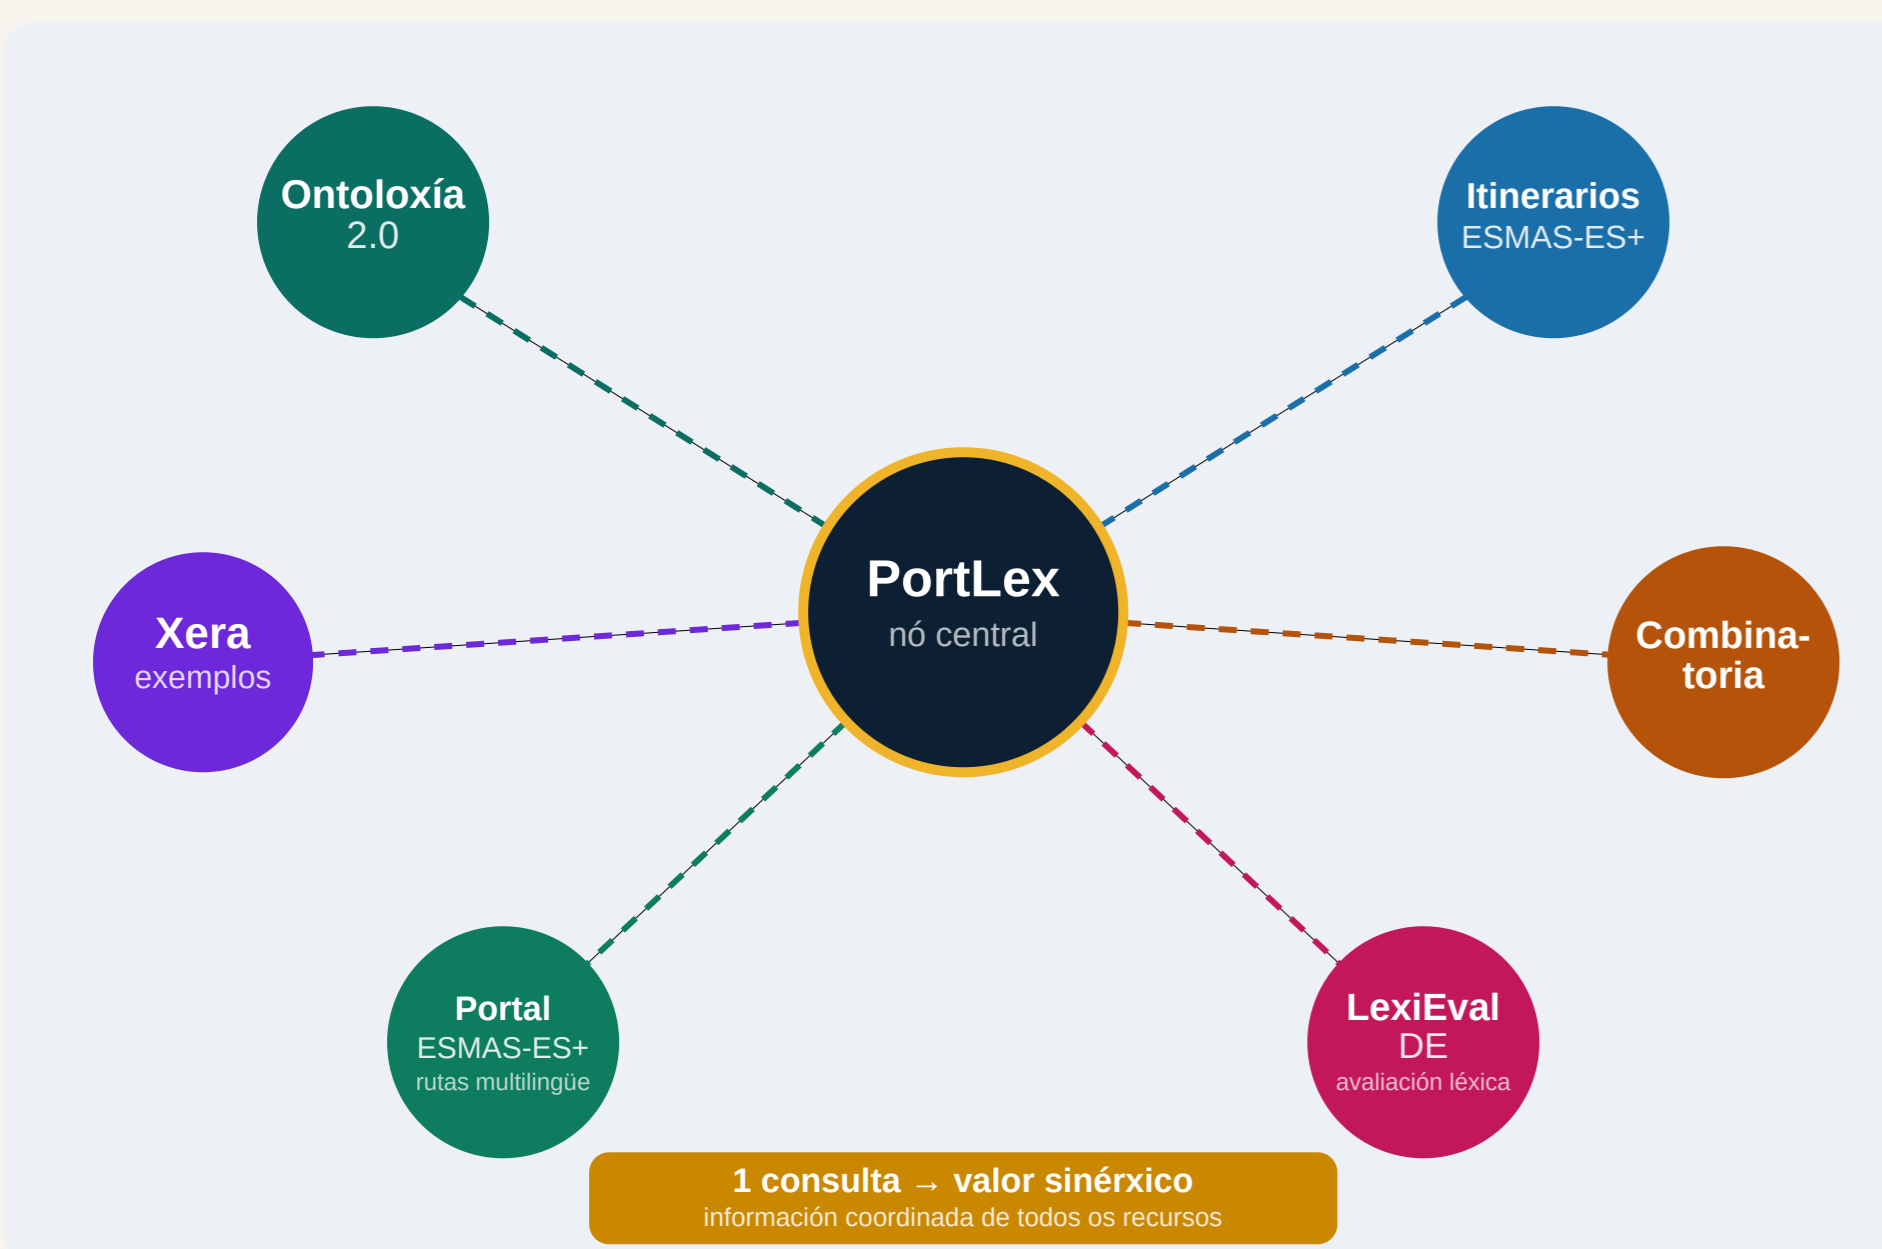 Ontoloxía
2.0
Itinerarios
ESMAS-ES+
PortLex
nó central
Xera
exemplos
Combina-
toria
Portal
ESMAS-ES+
rutas multilingüe
LexiEval
DE
avaliación léxica
1 consulta → valor sinérxico
información coordinada de todos os recursos